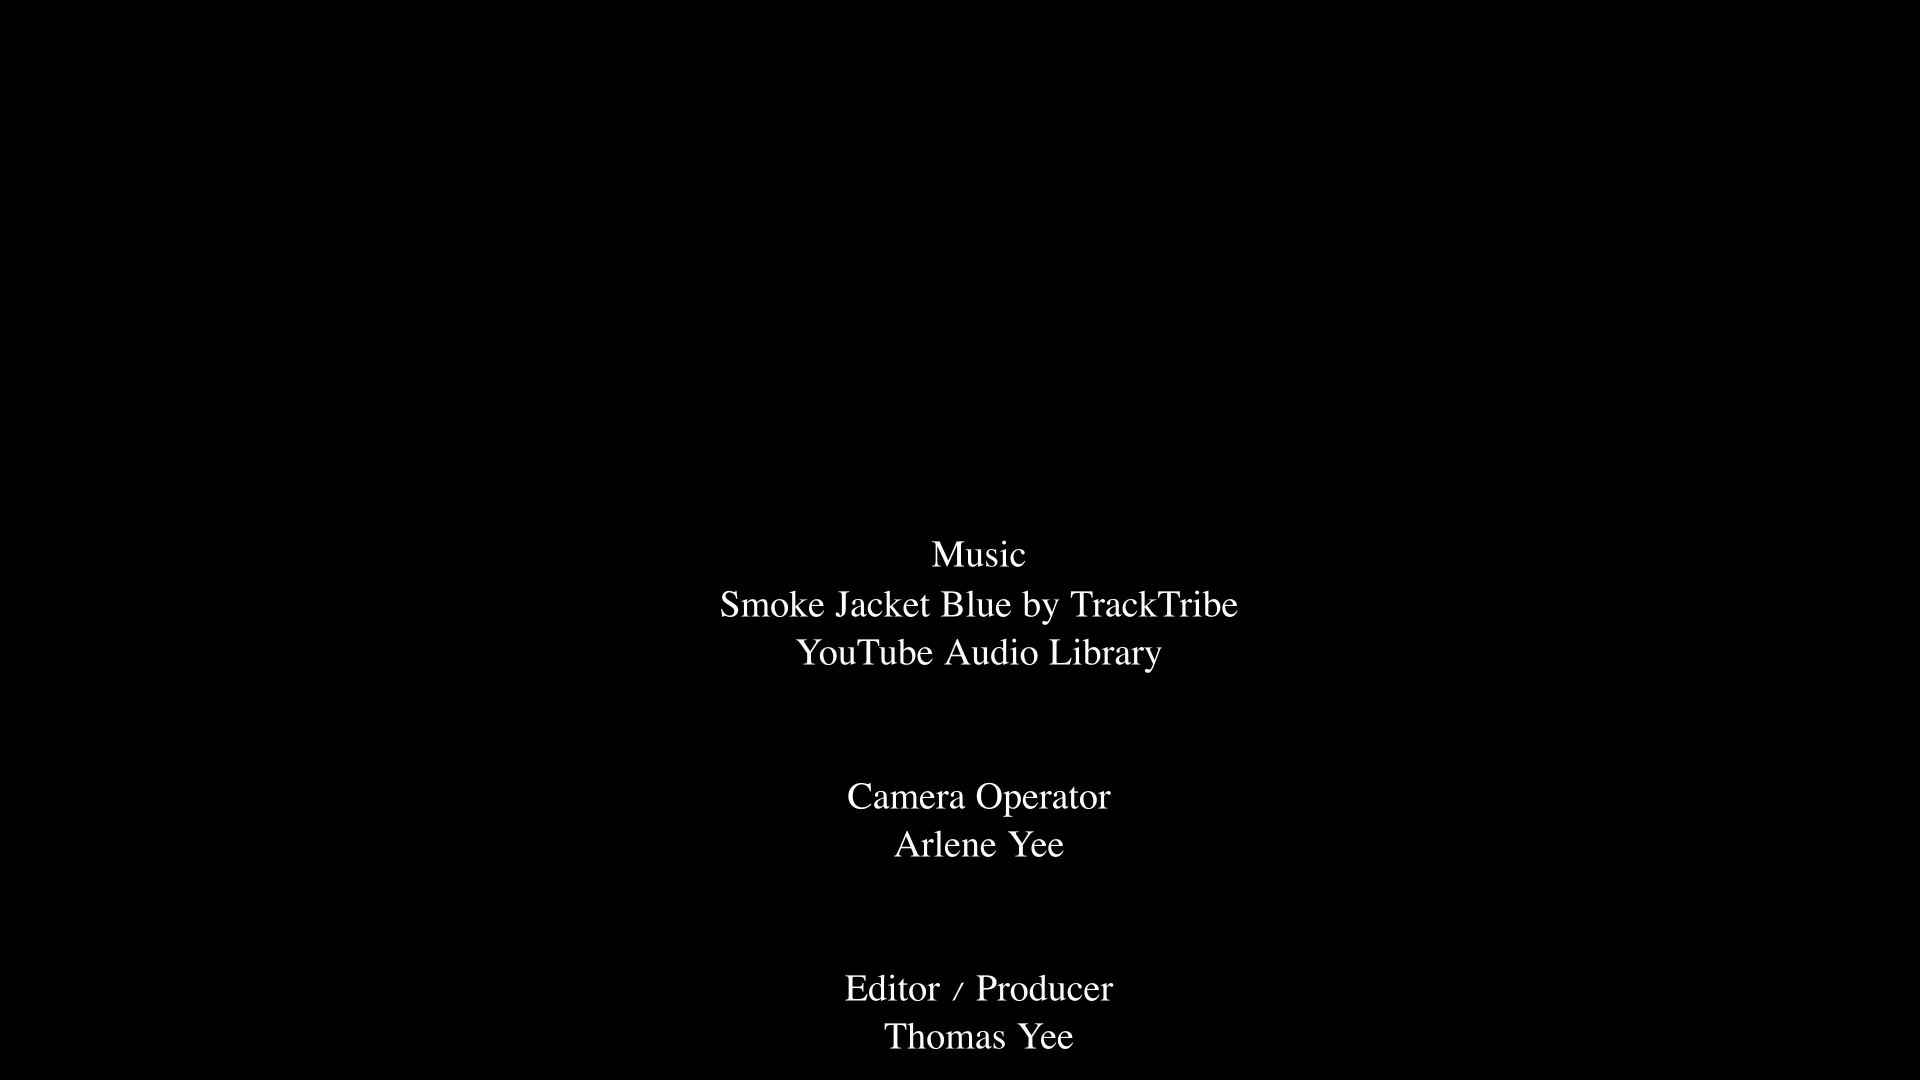 Music
Smoke Jacket Blue by TrackTribe
YouTube Audio Library
Camera Operator
Arlene Yee
Editor / Producer
Thomas Yee